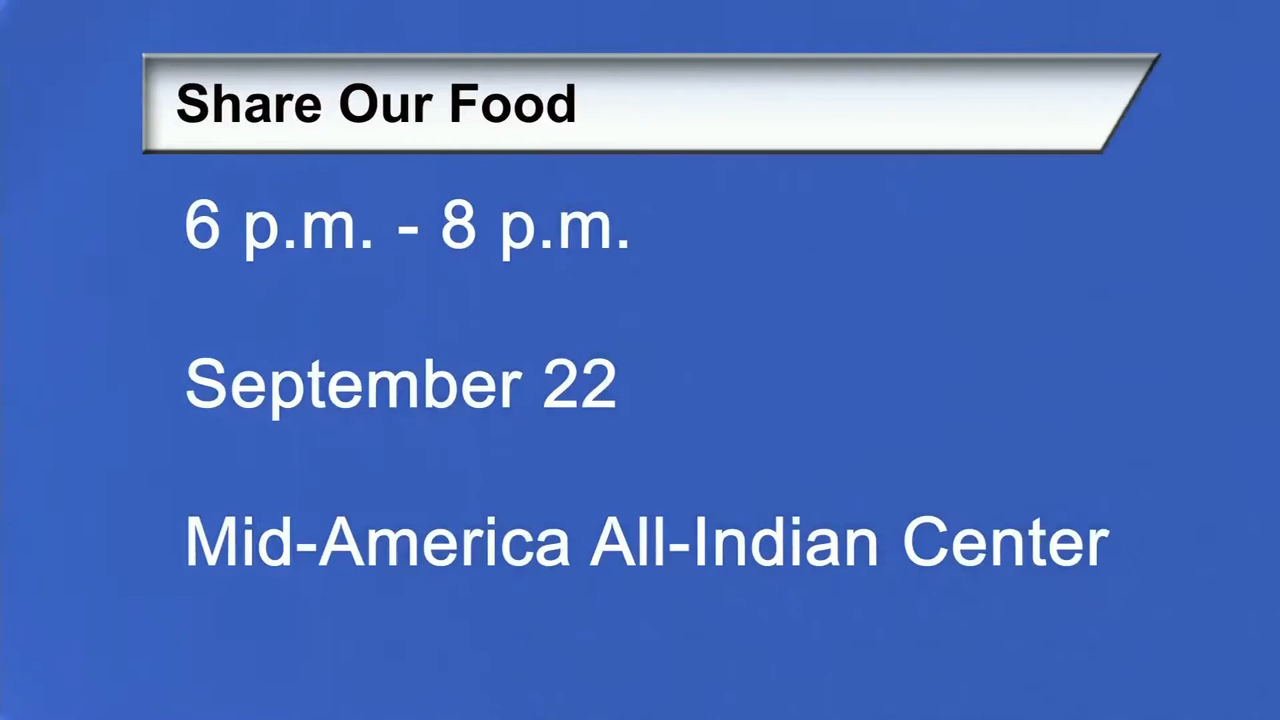 Share Our Food
6 p.m. - 8 p.m.
September 22
Mid-America All-Indian Center